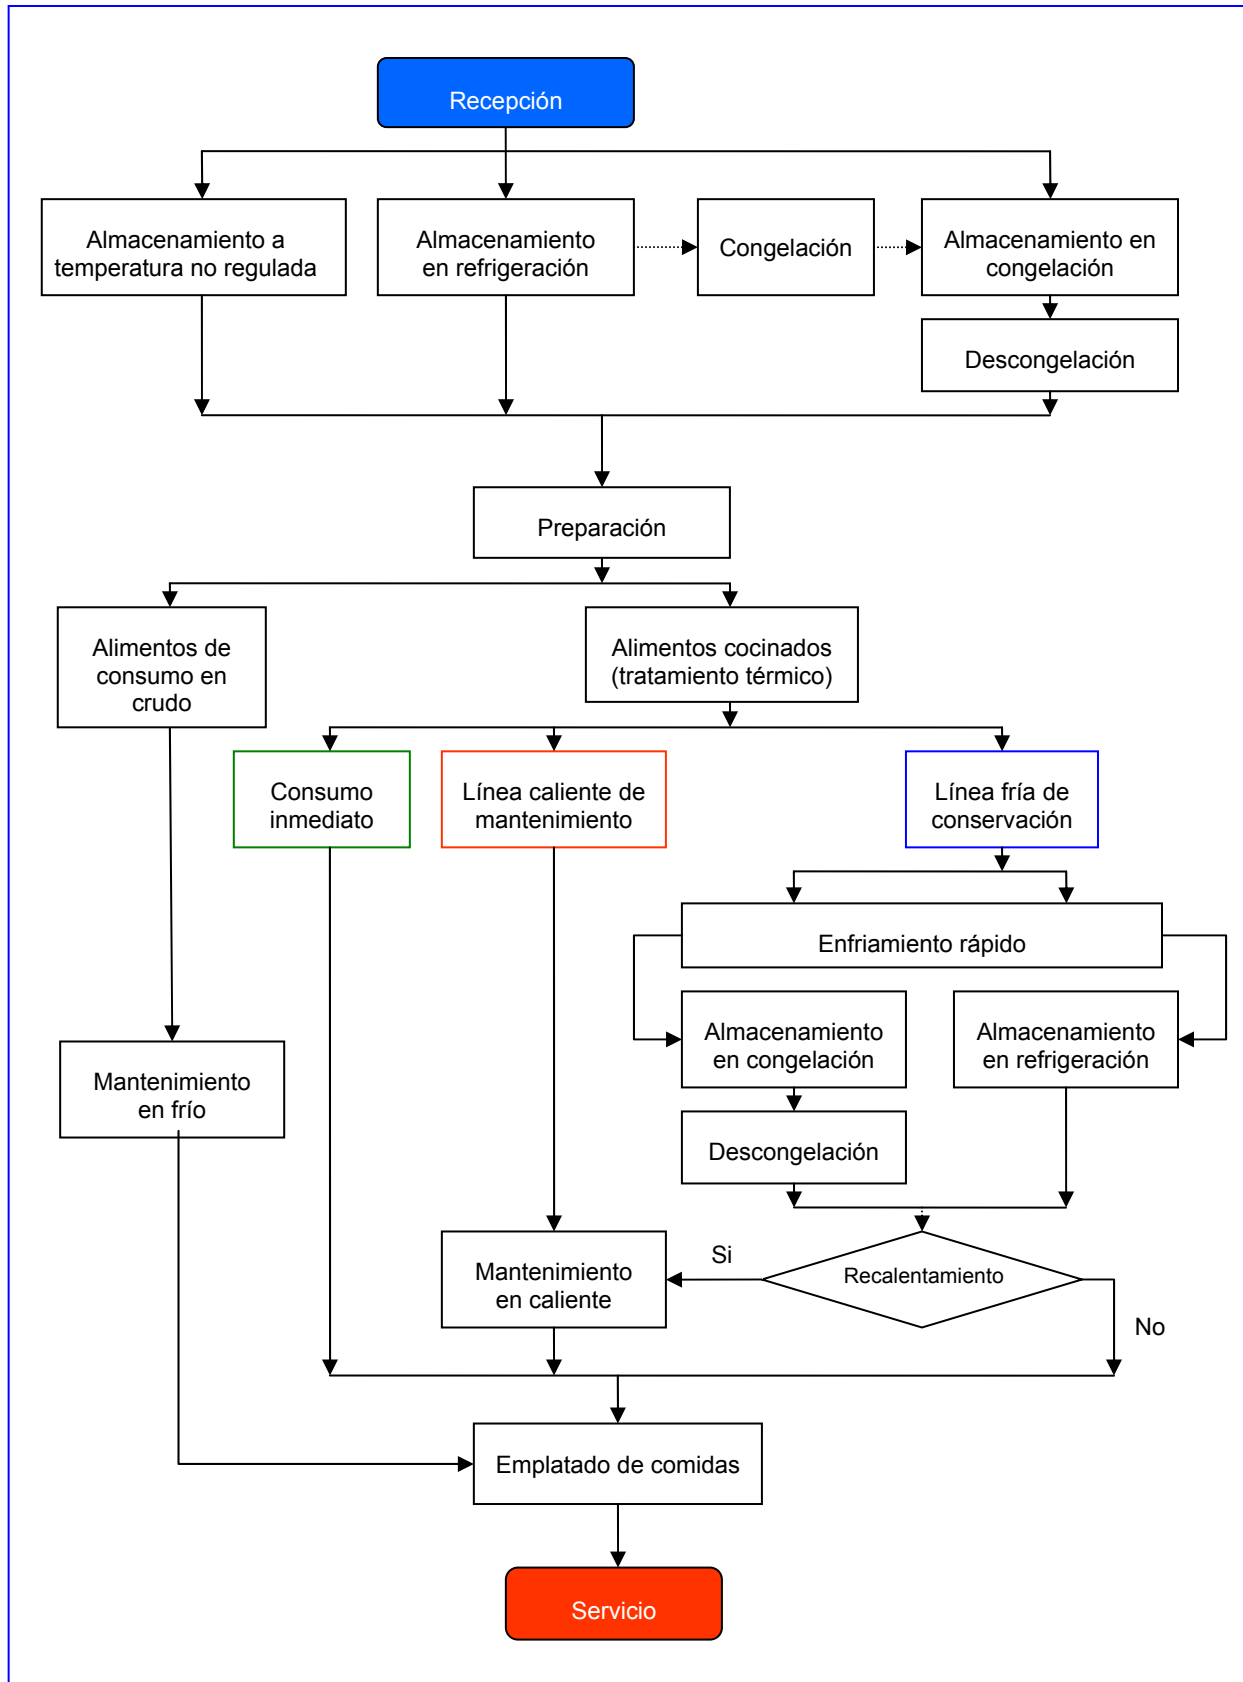 Recepción
Almacenamiento a
temperatura no regulada
Almacenamiento
en refrigeración
Congelación
Almacenamiento en
congelación
Descongelación
Preparación
Alimentos de
consumo en
crudo
Alimentos cocinados
(tratamiento térmico)
Consumo
inmediato
Línea caliente de
mantenimiento
Línea fría de
conservación
Enfriamiento rápido
Almacenamiento
en congelación
Almacenamiento
en refrigeración
Mantenimiento
en frío
Descongelación
Mantenimiento
en caliente
Si
Recalentamiento
No
Emplatado de comidas
Servicio